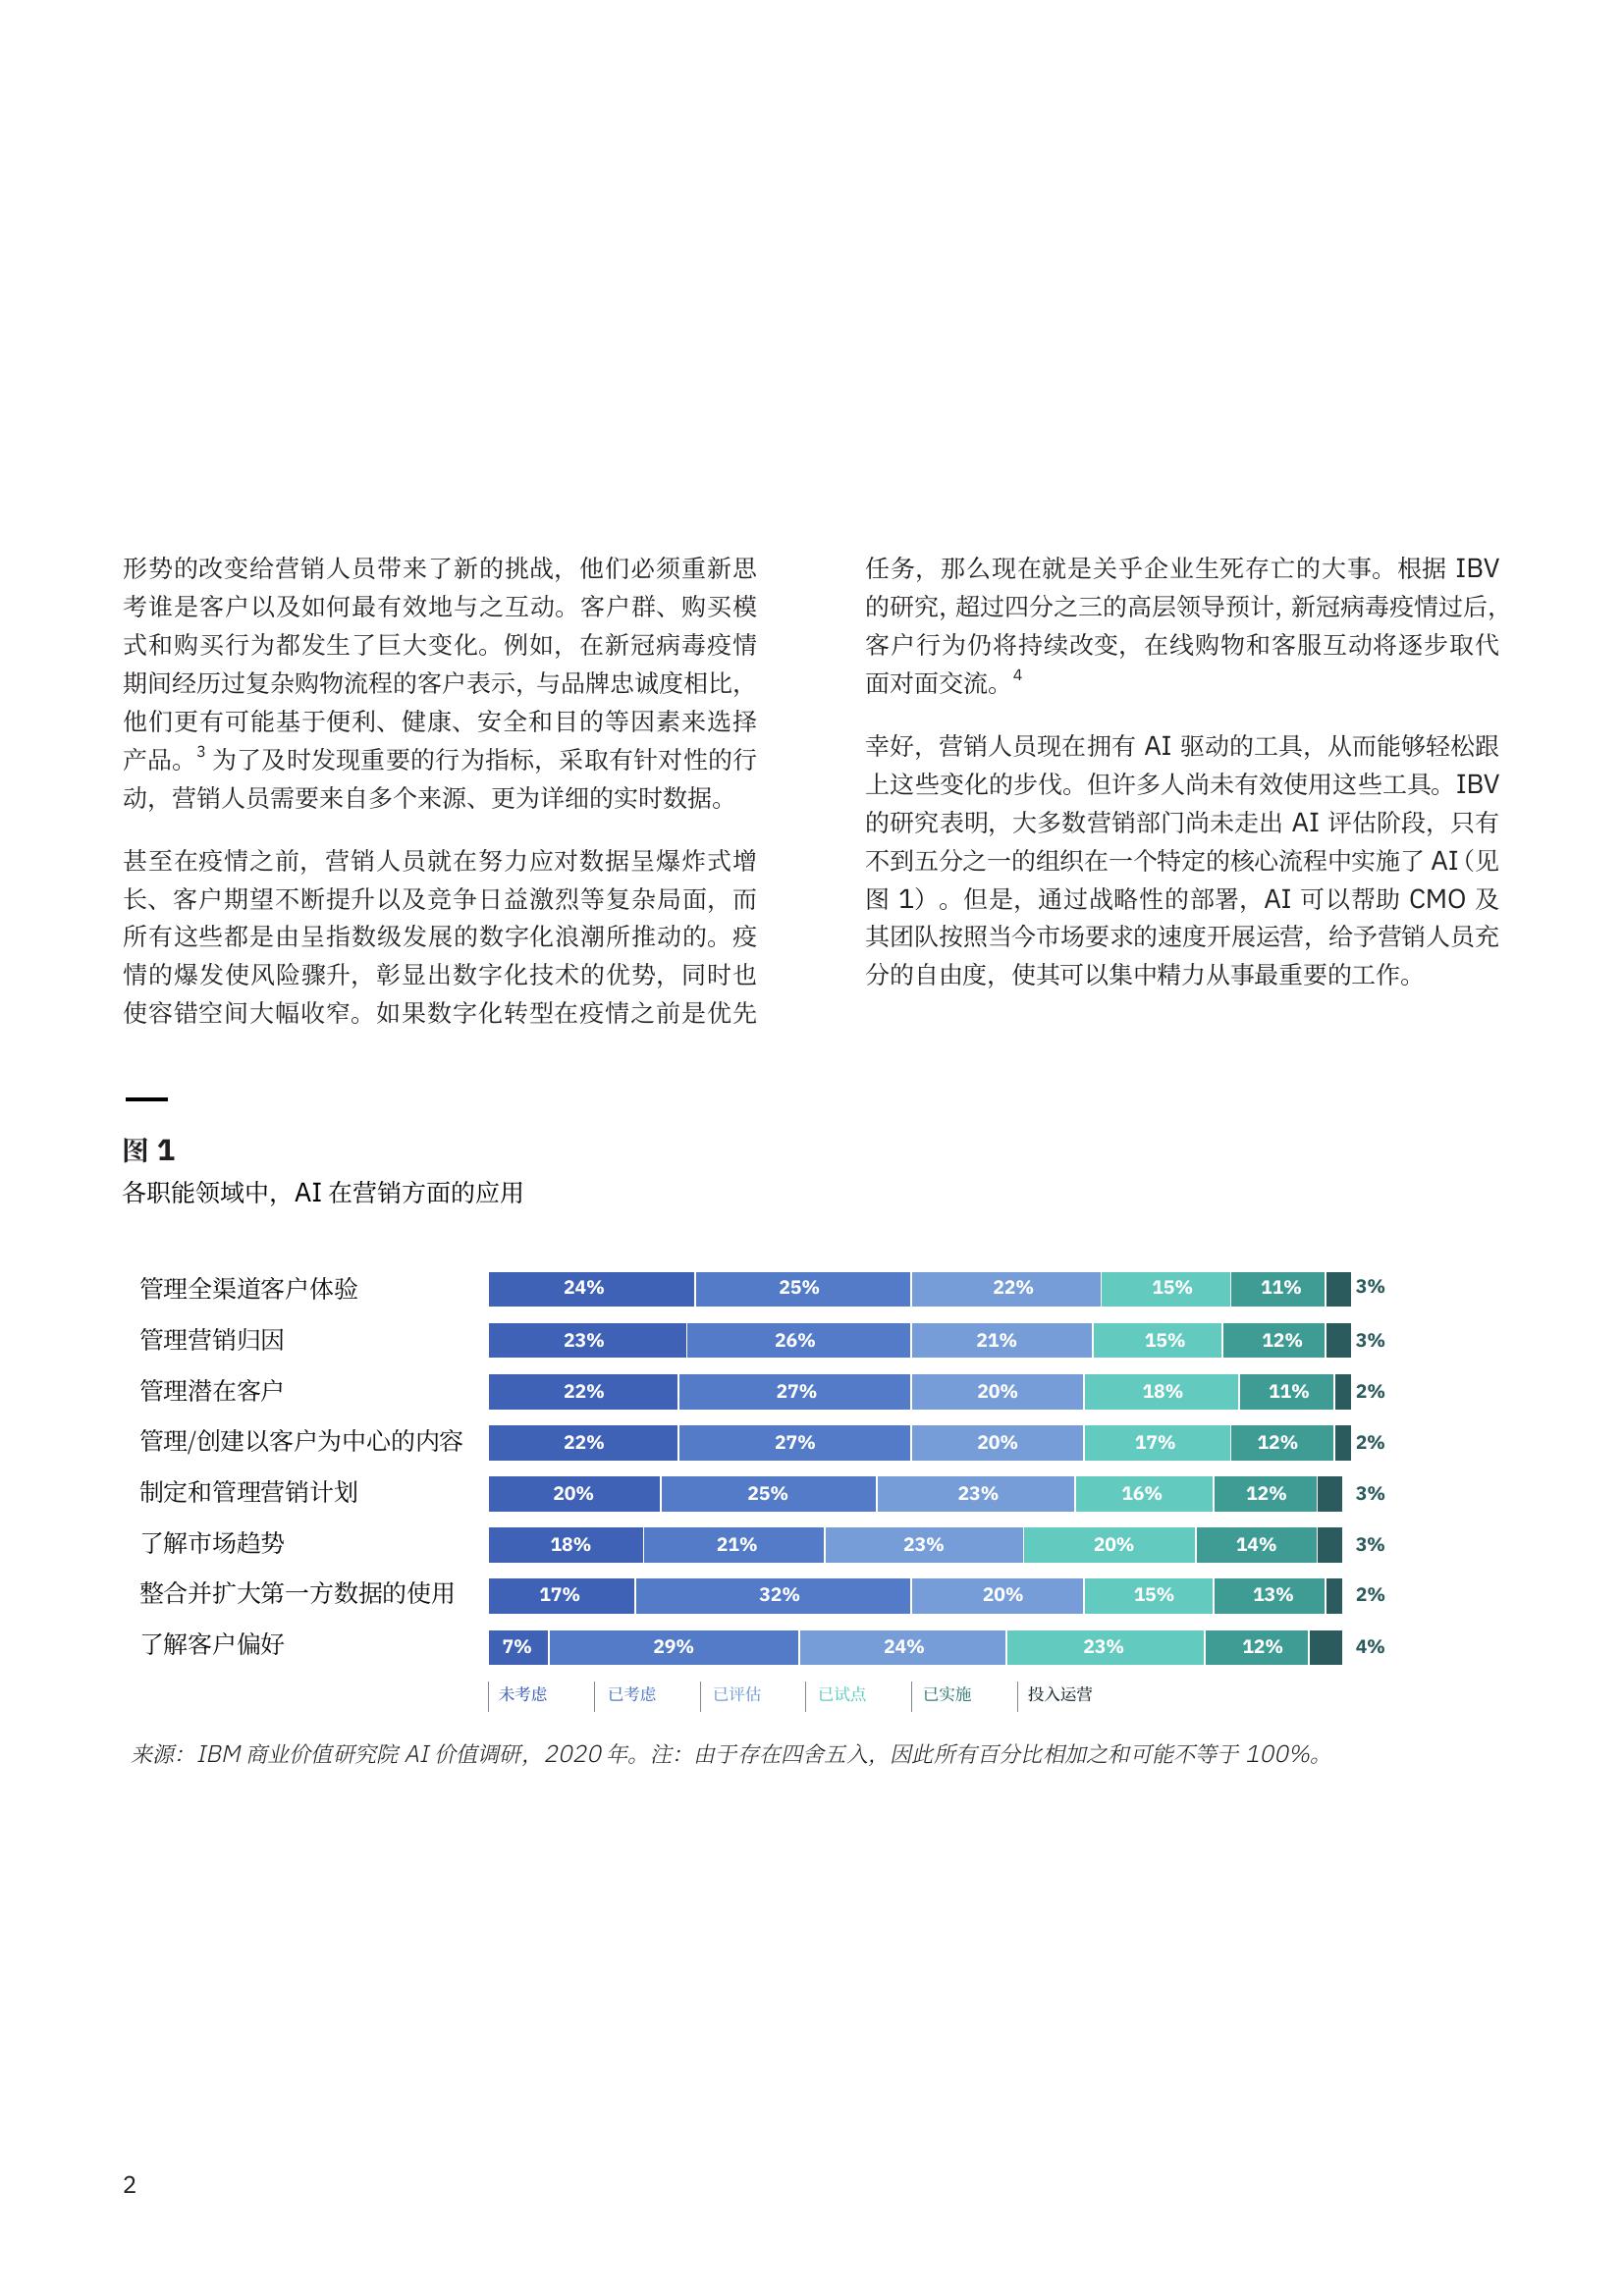 形势的改变给营销人员带来了新的挑战，他们必须重新思
考谁是客户以及如何最有效地与之互动。客户群、购买模
式和购买行为都发生了巨大变化。例如，在新冠病毒疫情
期间经历过复杂购物流程的客户表示，与品牌忠诚度相比，
他们更有可能基于便利、健康、安全和目的等因素来选择
产品。³ 为了及时发现重要的行为指标，采取有针对性的行
动，营销人员需要来自多个来源、更为详细的实时数据。
甚至在疫情之前，营销人员就在努力应对数据呈爆炸式增
长、客户期望不断提升以及竞争日益激烈等复杂局面，而
所有这些都是由呈指数级发展的数字化浪潮所推动的。疫
情的爆发使风险骤升，彰显出数字化技术的优势，同时也
使容错空间大幅收窄。如果数字化转型在疫情之前是优先
任务，那么现在就是关乎企业生死存亡的大事。根据 IBV
的研究，超过四分之三的高层领导预计，新冠病毒疫情过后，
客户行为仍将持续改变，在线购物和客服互动将逐步取代
面对面交流。⁴
幸好，营销人员现在拥有 AI 驱动的工具，从而能够轻松跟
上这些变化的步伐。但许多人尚未有效使用这些工具。IBV
的研究表明，大多数营销部门尚未走出 AI 评估阶段，只有
不到五分之一的组织在一个特定的核心流程中实施了 AI（见
图 1）。但是，通过战略性的部署，AI 可以帮助 CMO 及
其团队按照当今市场要求的速度开展运营，给予营销人员充
分的自由度，使其可以集中精力从事最重要的工作。
图 1
各职能领域中，AI 在营销方面的应用
管理全渠道客户体验 24% 25% 22% 15% 11% 3%
管理营销归因 23% 26% 21% 15% 12% 3%
管理潜在客户 22% 27% 20% 18% 11% 2%
管理/创建以客户为中心的内容 22% 27% 20% 17% 12% 2%
制定和管理营销计划 20% 25% 23% 16% 12% 3%
了解市场趋势 18% 21% 23% 20% 14% 3%
整合并扩大第一方数据的使用 17% 32% 20% 15% 13% 2%
了解客户偏好 7% 29% 24% 23% 12% 4%
未考虑 已考虑 已评估 已试点 已实施 投入运营
来源：IBM 商业价值研究院 AI 价值调研，2020 年。注：由于存在四舍五入，因此所有百分比相加之和可能不等于 100%。
2